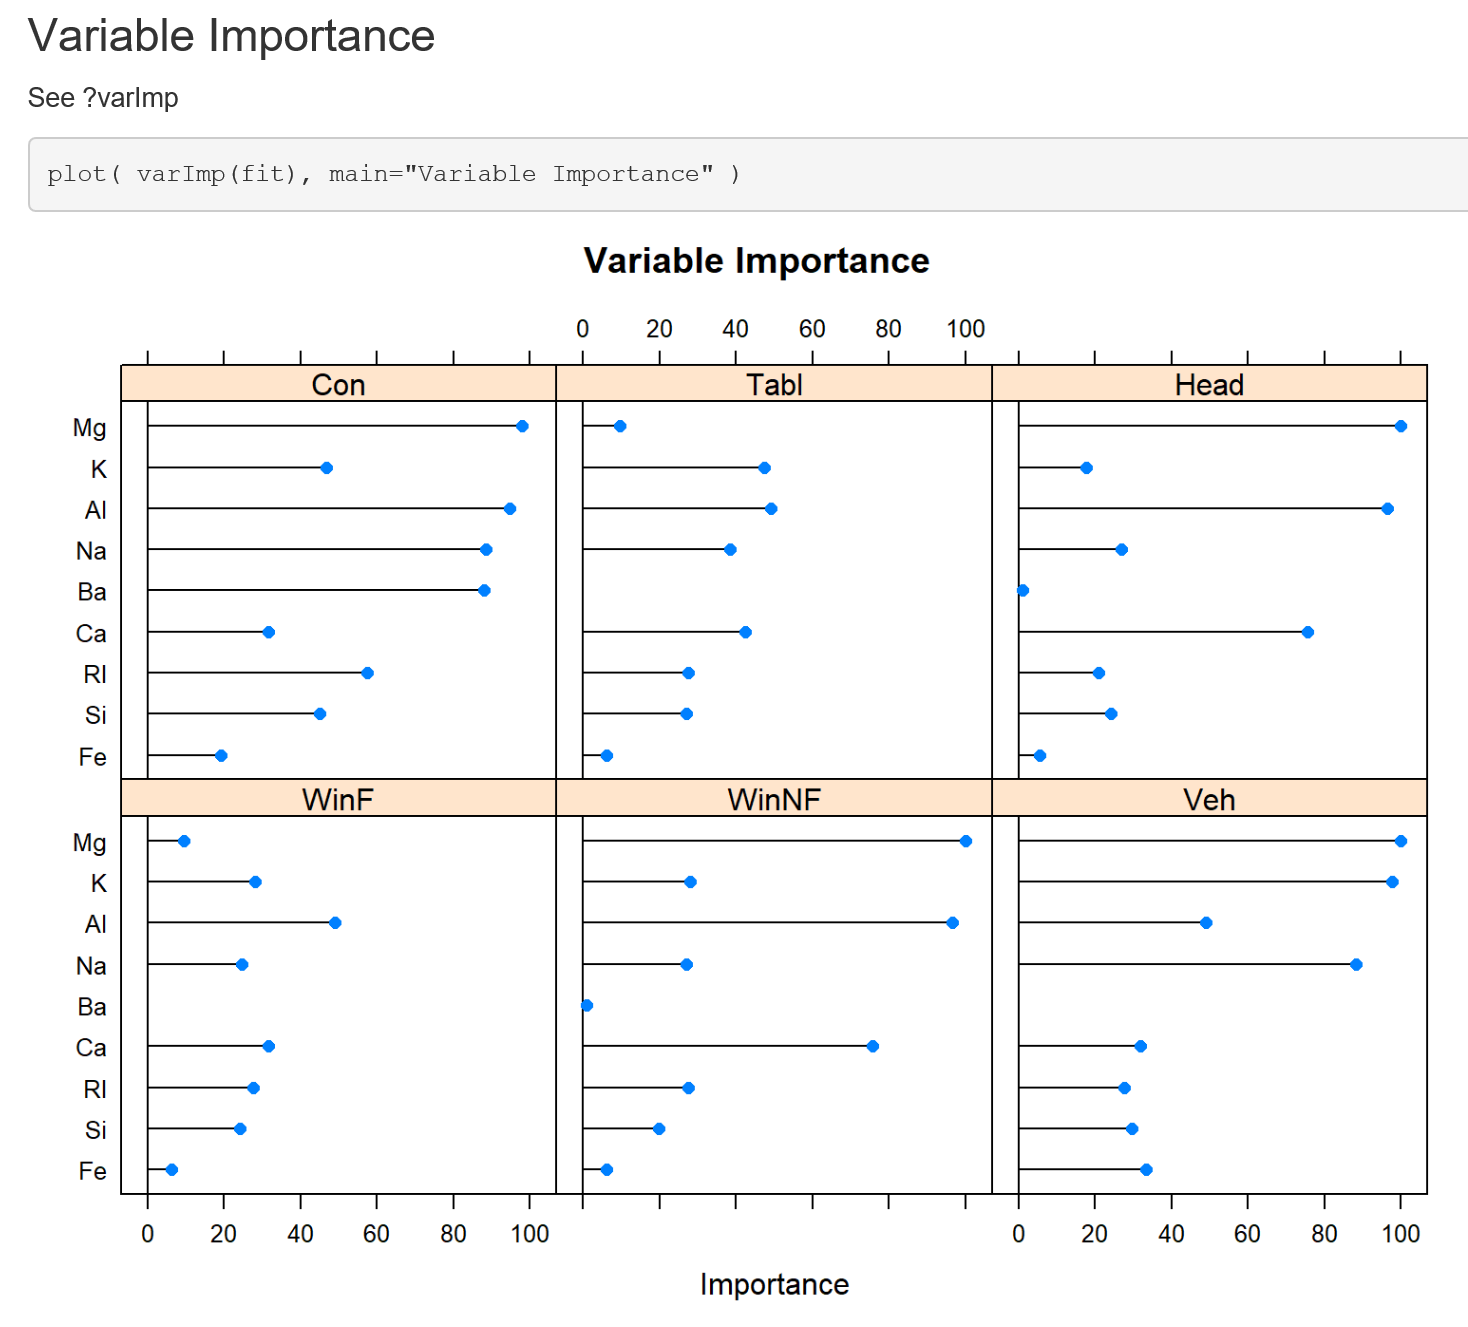 Variable Importance
See ?varImp
plot( varImp(fit), main="Variable Importance" )
Variable Importance
0 20 40 60 80 100
Con Tabl Head
Mg
K
Al
Na
Ba
Ca
RI
Si
Fe
WinF WinNF Veh
Mg
K
Al
Na
Ba
Ca
RI
Si
Fe
0 20 40 60 80 100 0 20 40 60 80 100
Importance